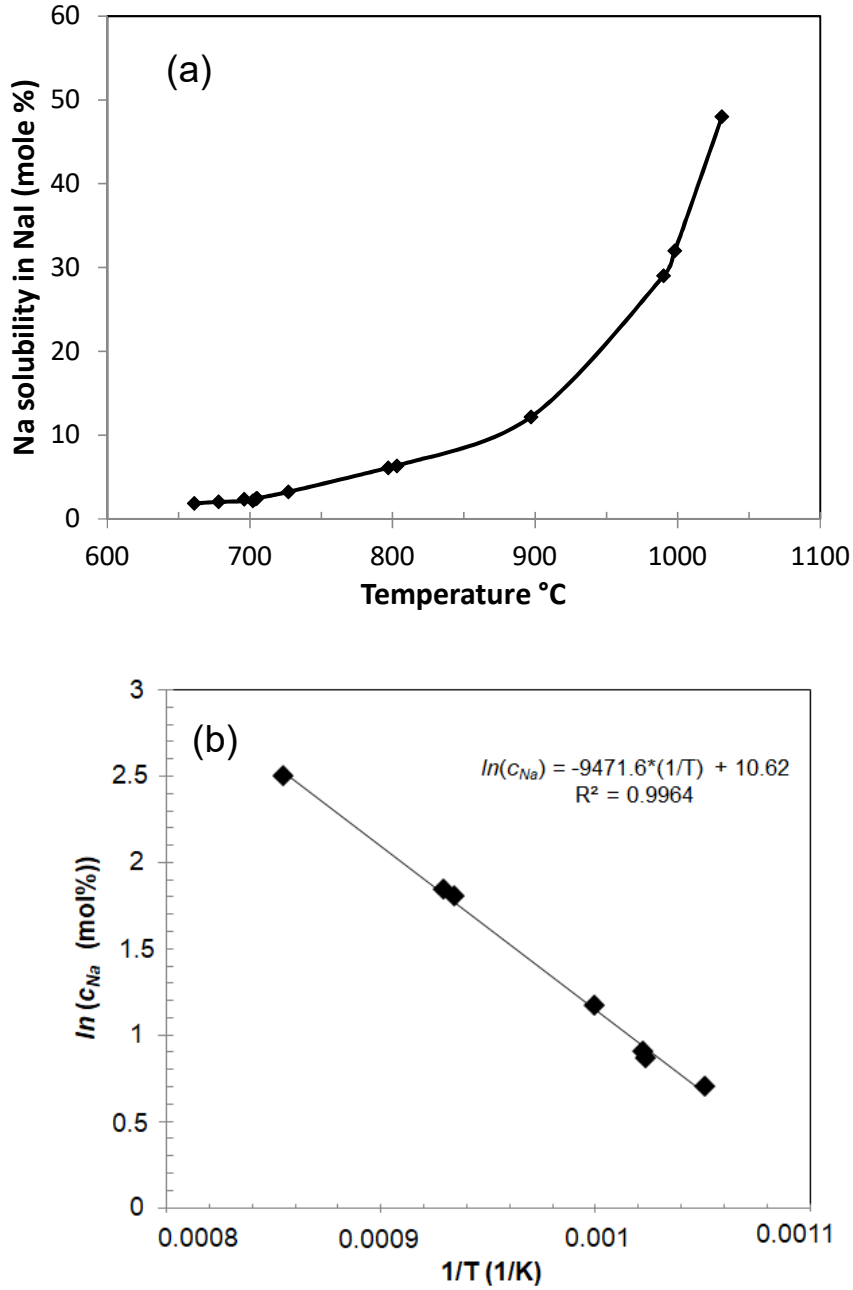 (a)
Na solubility in NaI (mole %)
60
50
40
30
20
10
0
600 700 800 900 1000 1100
Temperature °C
(b)
ln(cNa) = -9471.6*(1/T) + 10.62
R² = 0.9964
ln (cNa (mol%))
3
2.5
2
1.5
1
0.5
0
0.0008 0.0009 0.001 0.0011
1/T (1/K)